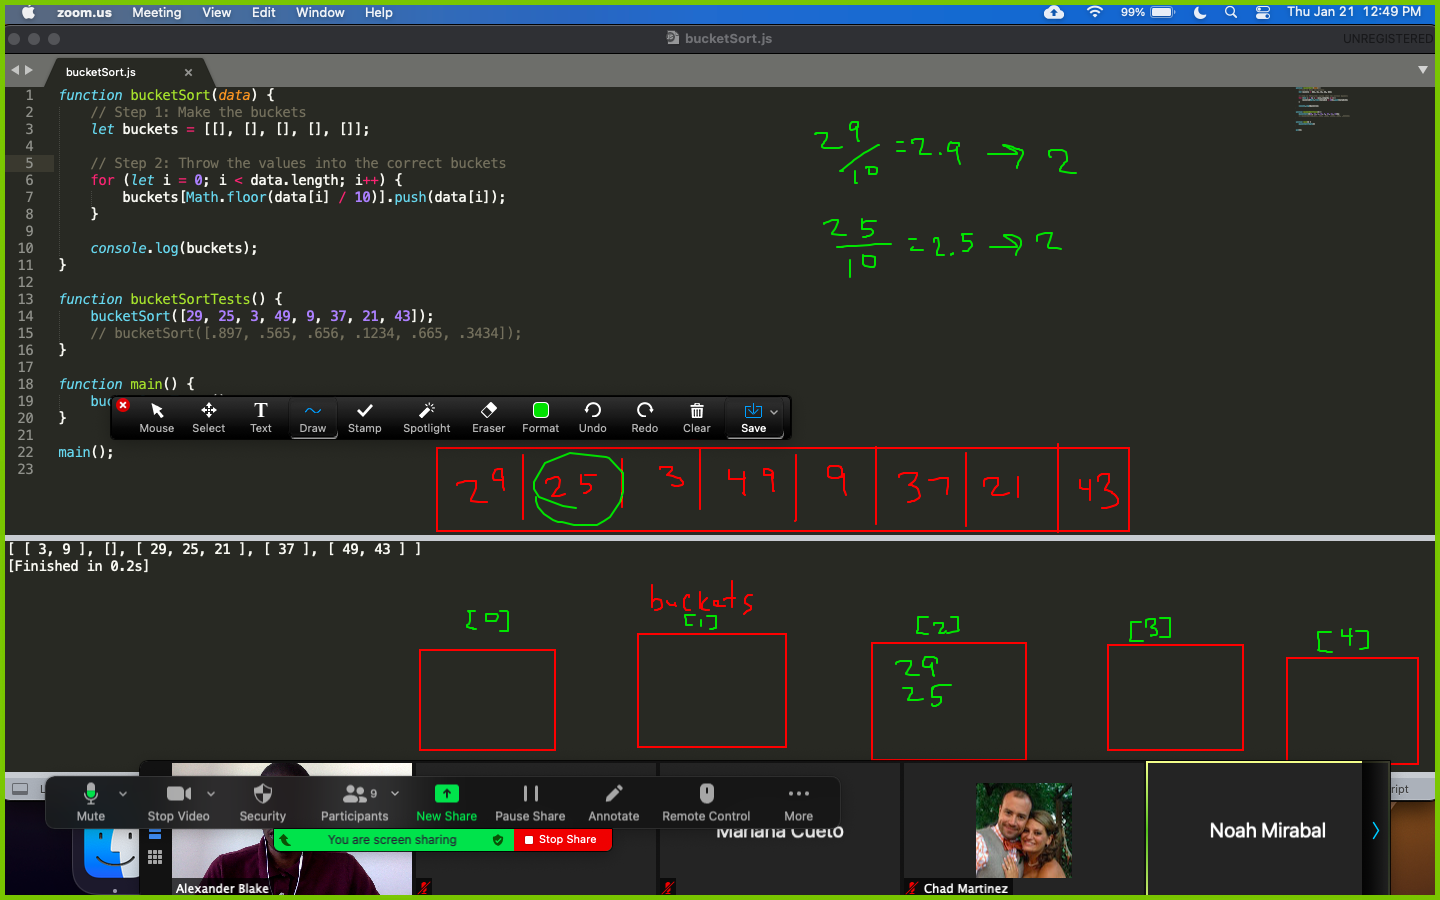 zoom.us Meeting View Edit Window Help 99% Thu Jan 21 12:49 PM
bucketSort.js UNREGISTERED
bucketSort.js ×
1 function bucketSort(data) {
2 // Step 1: Make the buckets
3 let buckets = [[], [], [], [], []];
4
5 // Step 2: Throw the values into the correct buckets
6 for (let i = 0; i < data.length; i++) {
7 buckets[Math.floor(data[i] / 10)].push(data[i]);
8 }
9
10 console.log(buckets);
11 }
12
13 function bucketSortTests() {
14 bucketSort([29, 25, 3, 49, 9, 37, 21, 43]);
15 // bucketSort([.897, .565, .656, .1234, .665, .3434]);
16 }
17
18 function main() {
19 buc
20 }
21
22 main();
23
29/10 = 2.9 → 2
25/10 = 2.5 → 2
Mouse Select Text Draw Stamp Spotlight Eraser Format Undo Redo Clear Save
29 25 3 49 9 37 21 43
[ [ 3, 9 ], [], [ 29, 25, 21 ], [ 37 ], [ 49, 43 ] ]
[Finished in 0.2s]
buckets
[0] [1] [2] [3] [4]
29
25
Mute Stop Video Security Participants 9 New Share Pause Share Annotate Remote Control More
You are screen sharing Stop Share
Alexander Blake
Mariana Cueto
Chad Martinez
Noah Mirabal